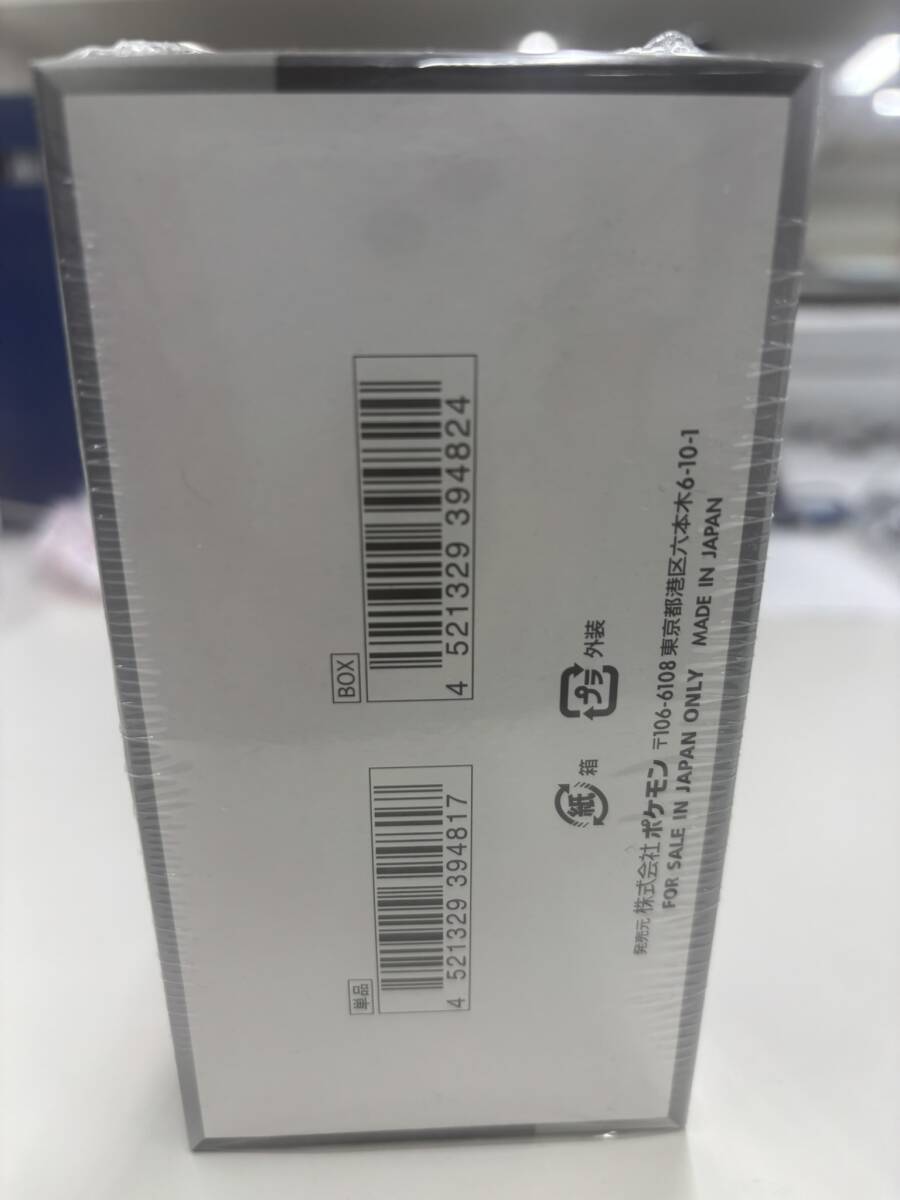 単品
4 521329 394817
BOX
4 521329 394824
紙 箱
プラ 外装
発売元 株式会社 ポケモン 〒106-6108 東京都港区六本木6-10-1
FOR SALE IN JAPAN ONLY MADE IN JAPAN